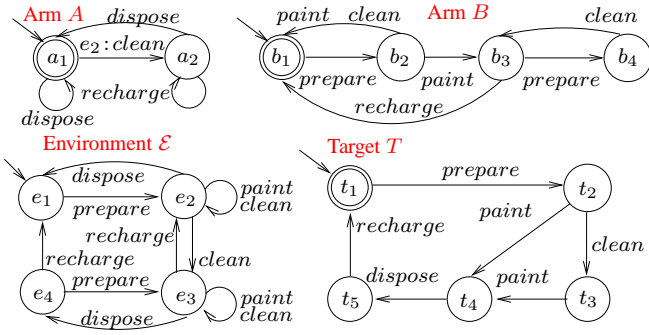 Arm A
dispose
a₁
e₂ : clean
a₂
dispose
recharge
Arm B
paint
clean
clean
b₁
prepare
b₂
paint
b₃
prepare
b₄
recharge
Environment ℰ
dispose
e₁
prepare
e₂
paint
clean
recharge
clean
recharge
e₄
prepare
e₃
paint
clean
dispose
Target T
t₁
prepare
t₂
paint
clean
recharge
t₅
dispose
t₄
paint
t₃